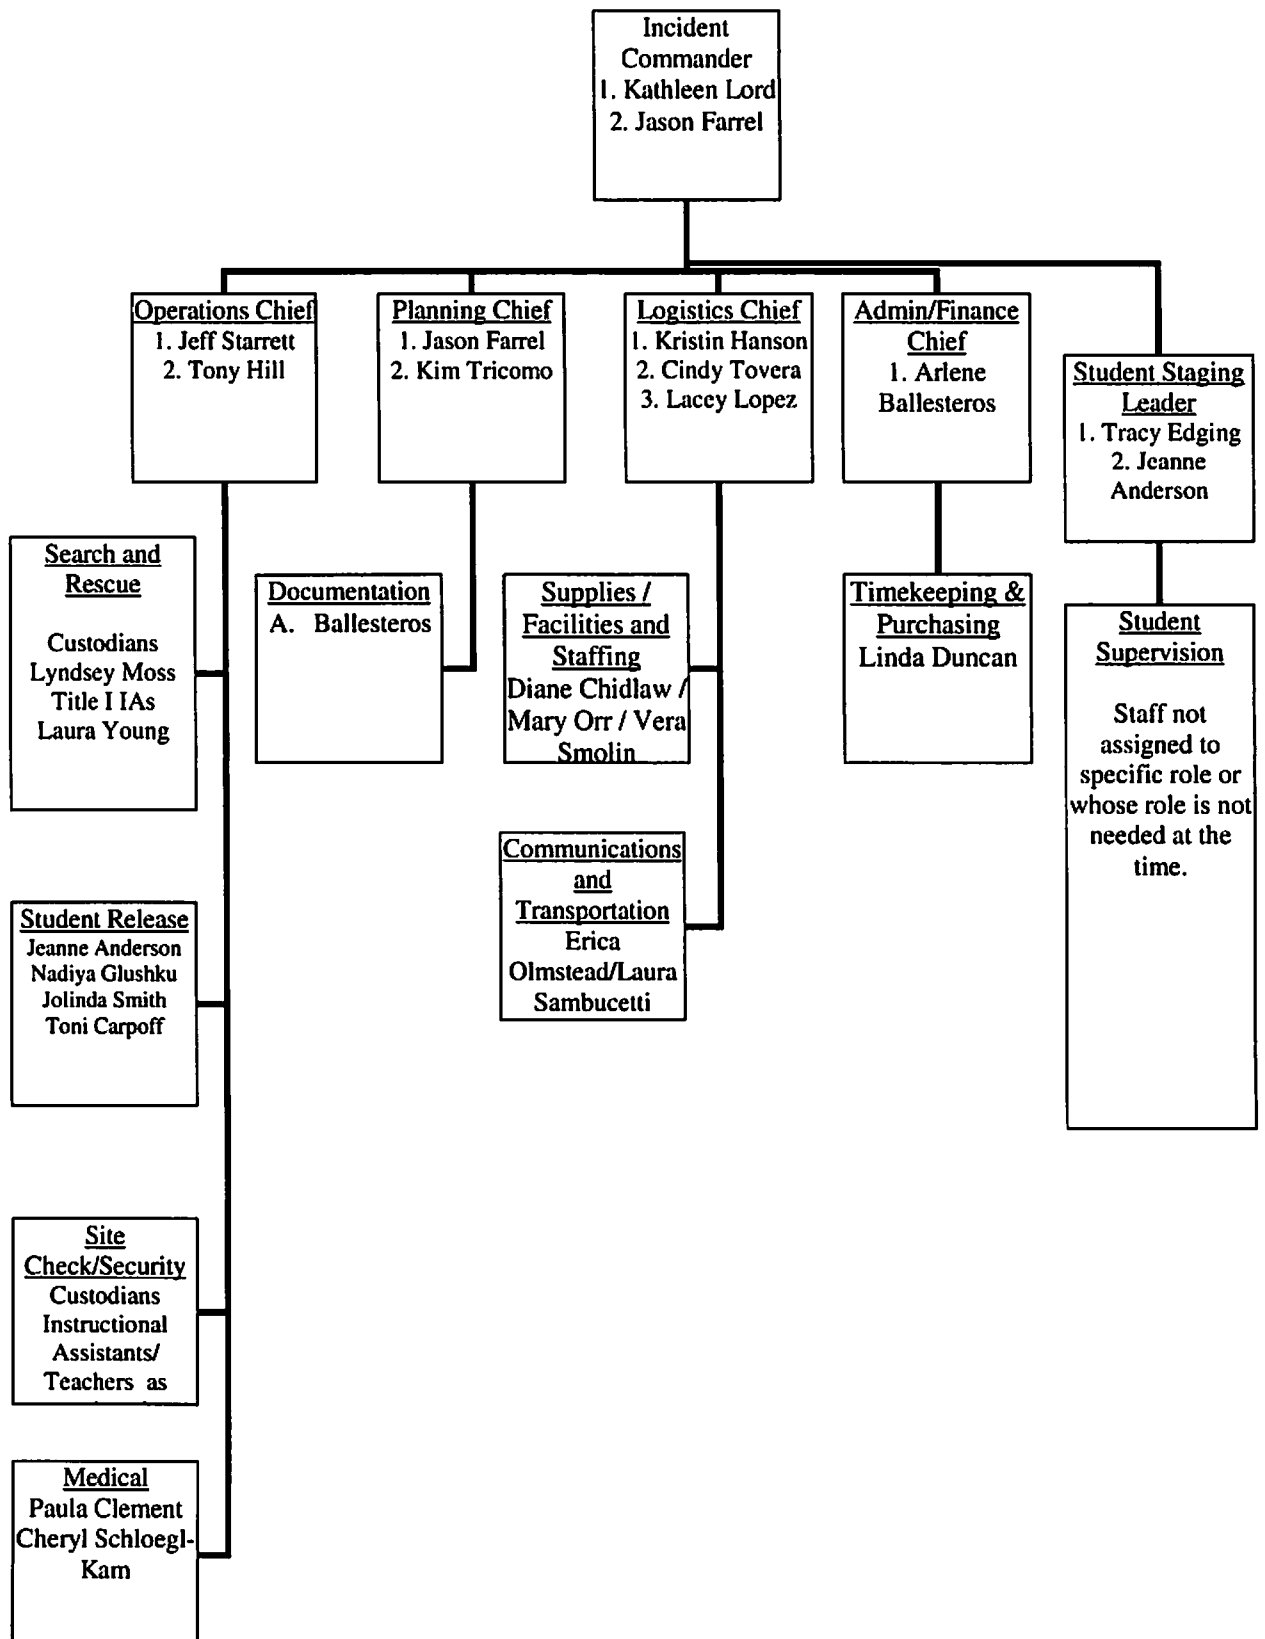 Incident
Commander
1. Kathleen Lord
2. Jason Farrel
Operations Chief
1. Jeff Starrett
2. Tony Hill
Planning Chief
1. Jason Farrel
2. Kim Tricomo
Logistics Chief
1. Kristin Hanson
2. Cindy Tovera
3. Lacey Lopez
Admin/Finance
Chief
1. Arlene
Ballesteros
Student Staging
Leader
1. Tracy Edging
2. Jeanne
Anderson
Search and
Rescue
Custodians
Lyndsey Moss
Title I IAs
Laura Young
Documentation
A. Ballesteros
Supplies /
Facilities and
Staffing
Diane Chidlaw /
Mary Orr / Vera
Smolin
Timekeeping &
Purchasing
Linda Duncan
Student
Supervision
Staff not
assigned to
specific role or
whose role is not
needed at the
time.
Communications
and
Transportation
Erica
Olmstead/Laura
Sambucetti
Student Release
Jeanne Anderson
Nadiya Glushku
Jolinda Smith
Toni Carpoff
Site
Check/Security
Custodians
Instructional
Assistants/
Teachers as
Medical
Paula Clement
Cheryl Schloegl-
Kam